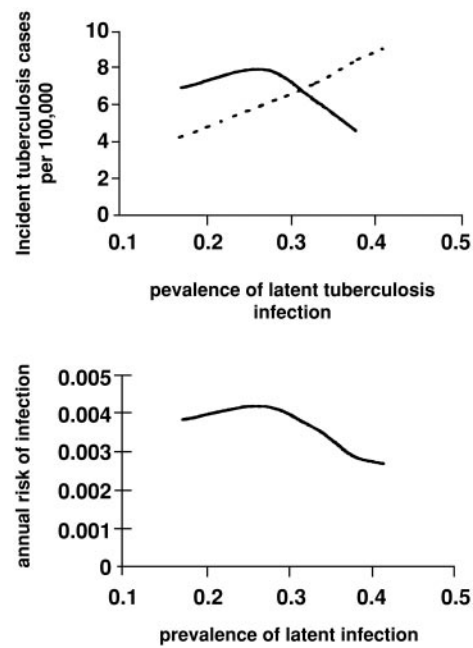 Incident tuberculosis cases
per 100,000
10
8
6
4
2
0
0.1 0.2 0.3 0.4 0.5
pevalence of latent tuberculosis
infection
annual risk of infection
0.005
0.004
0.003
0.002
0.001
0
0.1 0.2 0.3 0.4 0.5
prevalence of latent infection